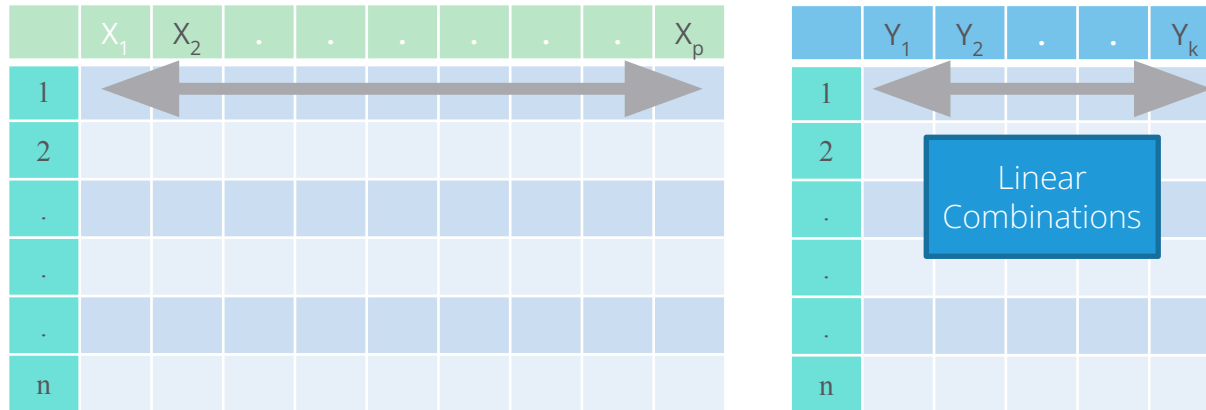 X₁ X₂ . . . . . . Xₚ
1
2
.
.
.
n
Y₁ Y₂ . . Yₖ
1
2
.
.
.
n
Linear
Combinations